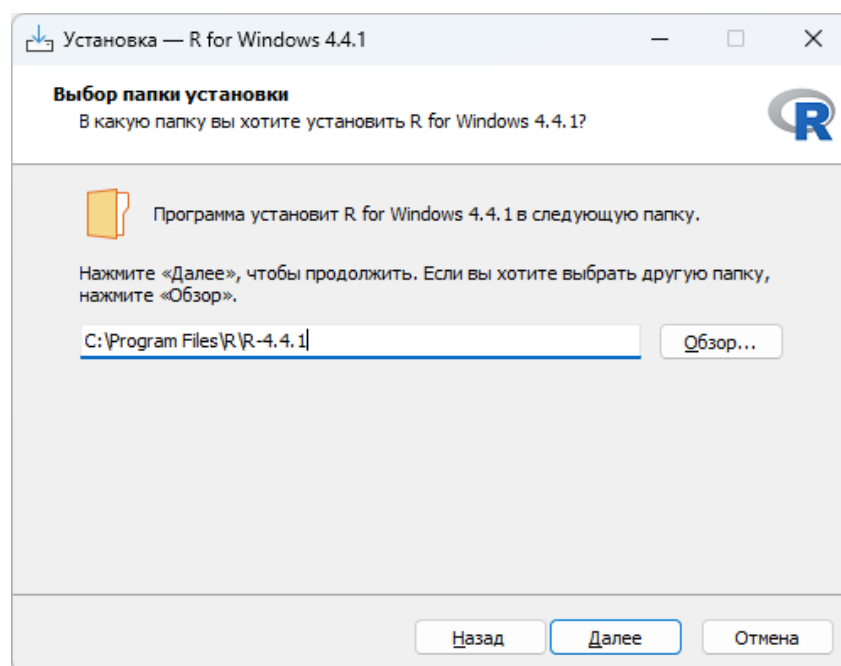 Установка — R for Windows 4.4.1
Выбор папки установки
В какую папку вы хотите установить R for Windows 4.4.1?
R
Программа установит R for Windows 4.4.1 в следующую папку.
Нажмите «Далее», чтобы продолжить. Если вы хотите выбрать другую папку,
нажмите «Обзор».
C:\Program Files\R\R-4.4.1
Обзор...
Назад
Далее
Отмена